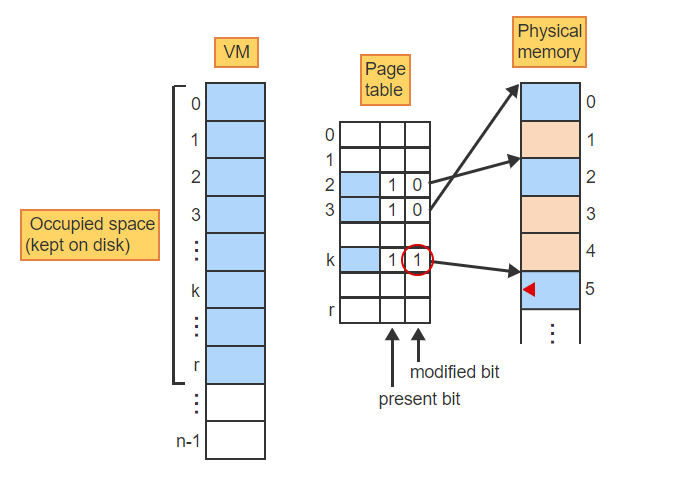 VM
0
1
2
3
⋮
k
⋮
r
⋮
n-1
Occupied space
(kept on disk)
Page
table
0
1
2 1 0
3 1 0
k 1 1
r
modified bit
present bit
Physical
memory
0
1
2
3
4
5
⋮